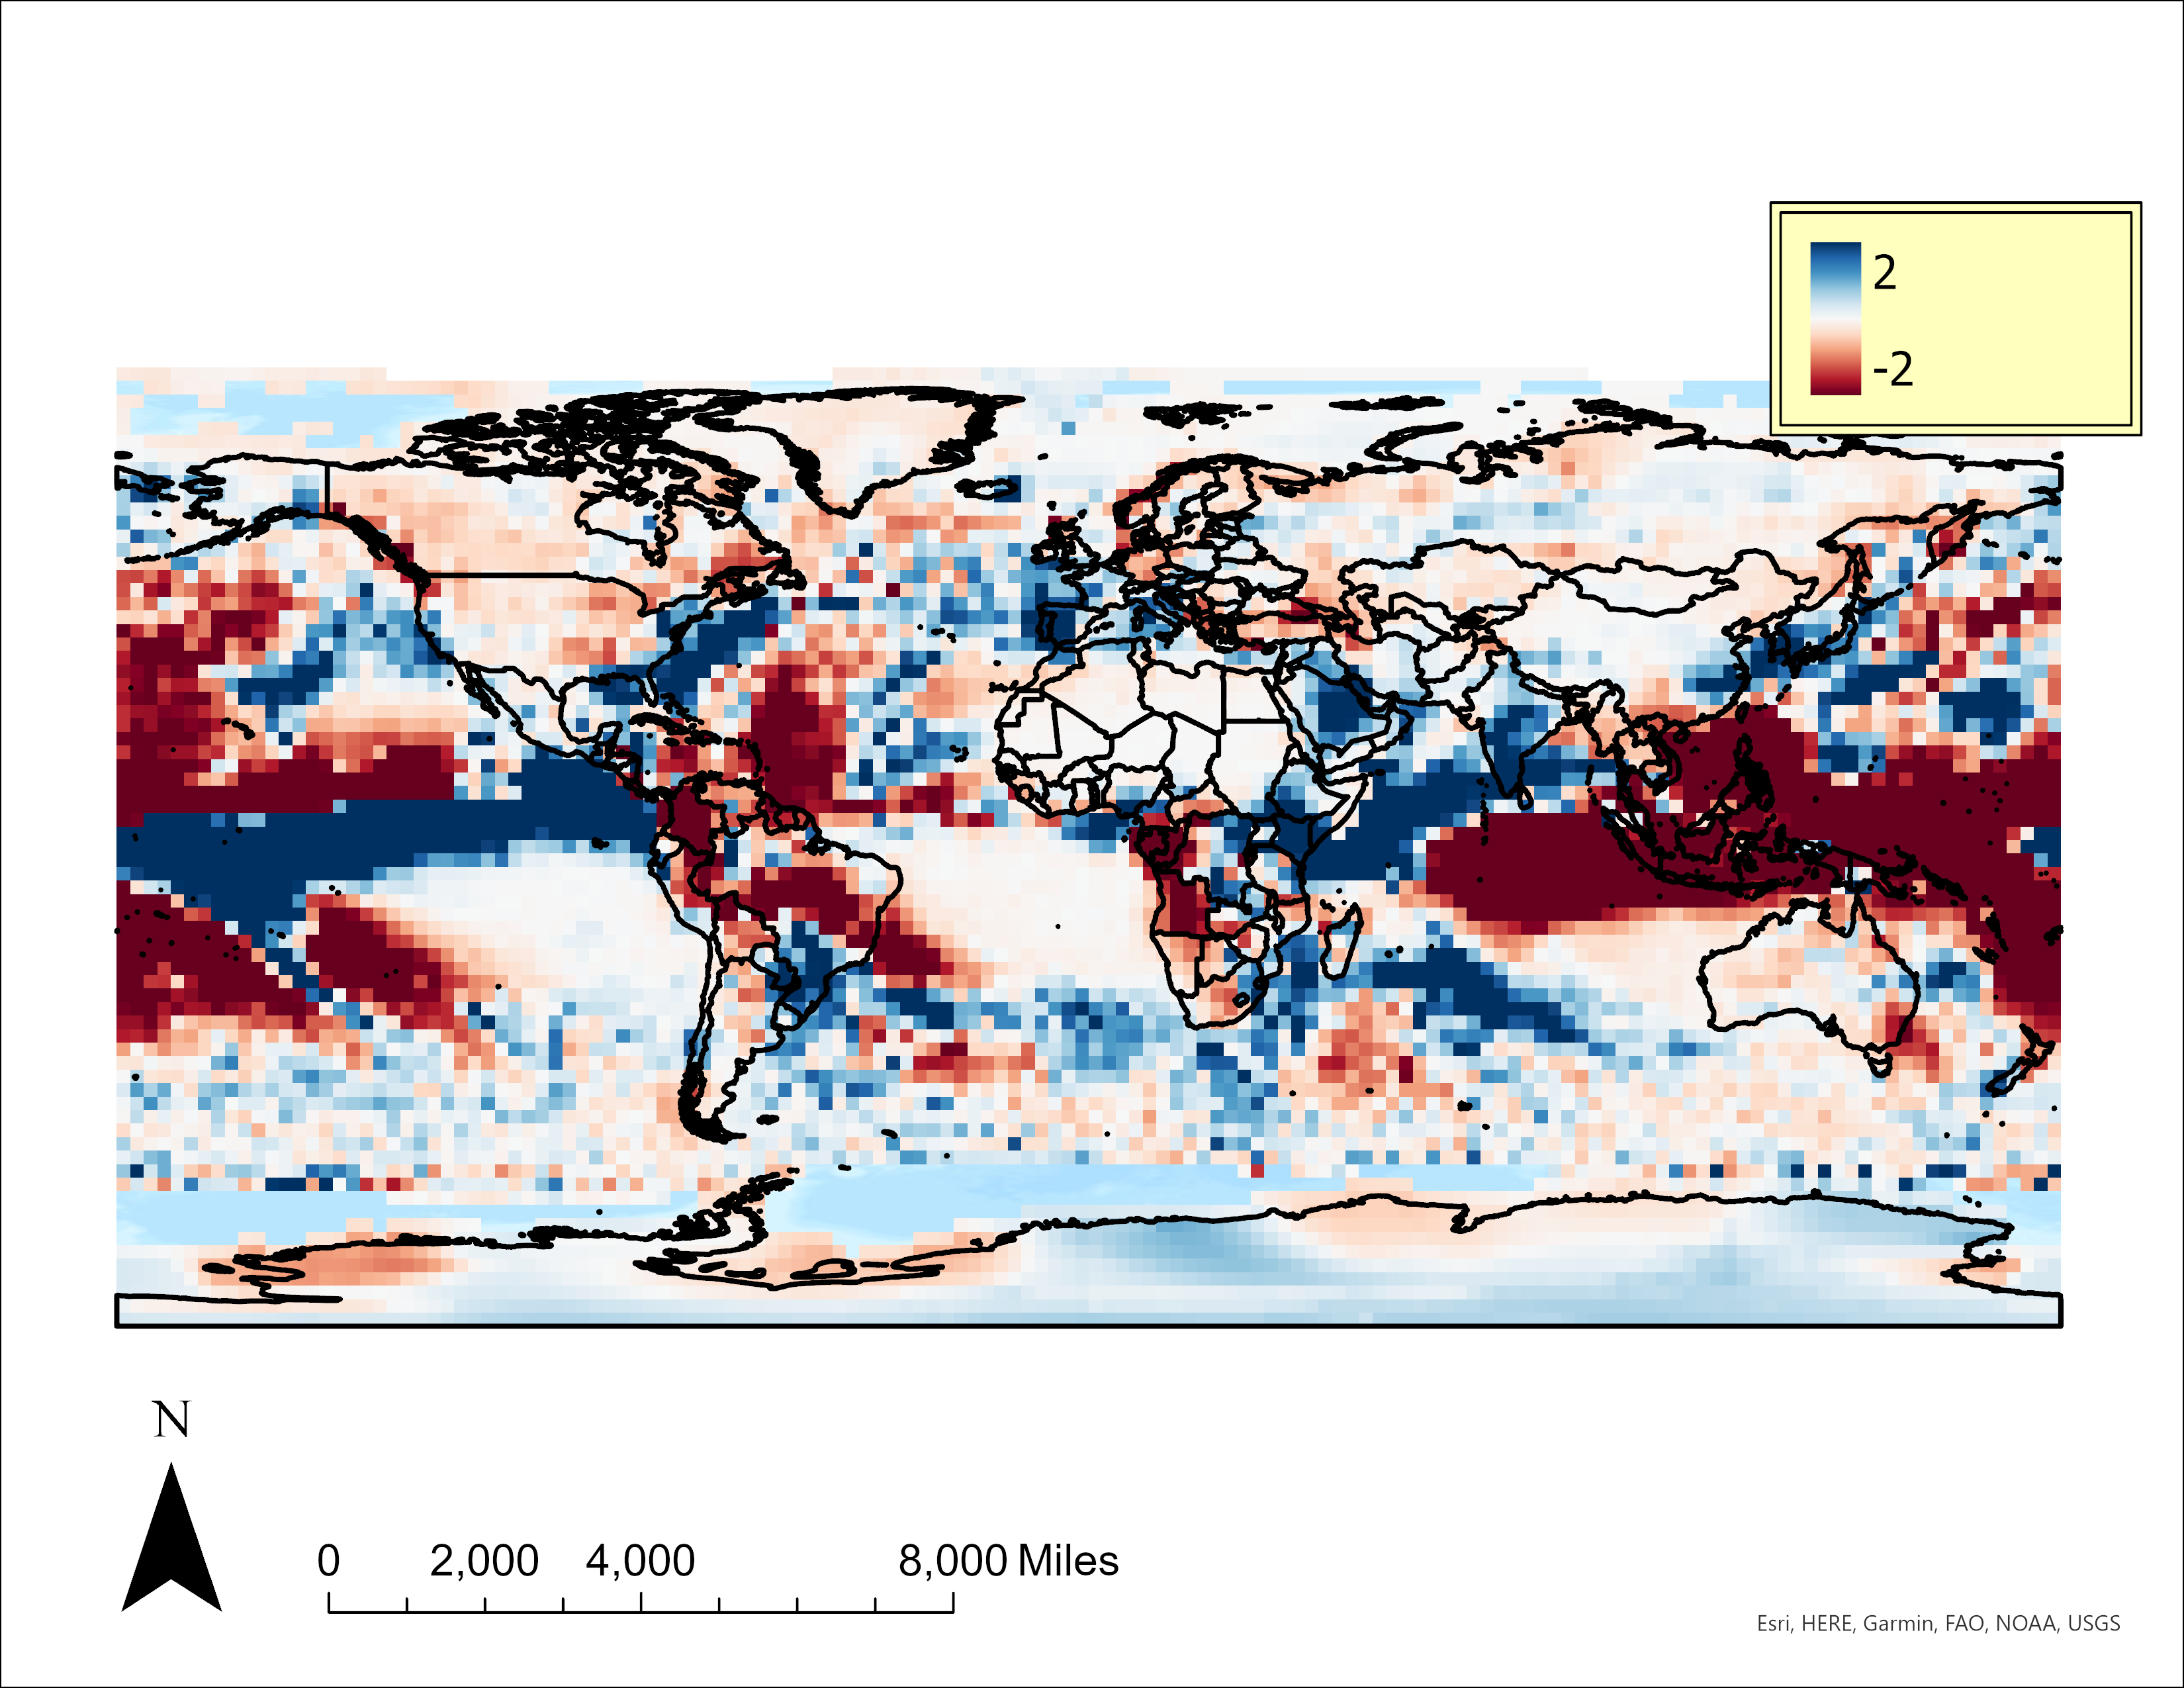 2
-2
N
0 2,000 4,000 8,000 Miles
Esri, HERE, Garmin, FAO, NOAA, USGS